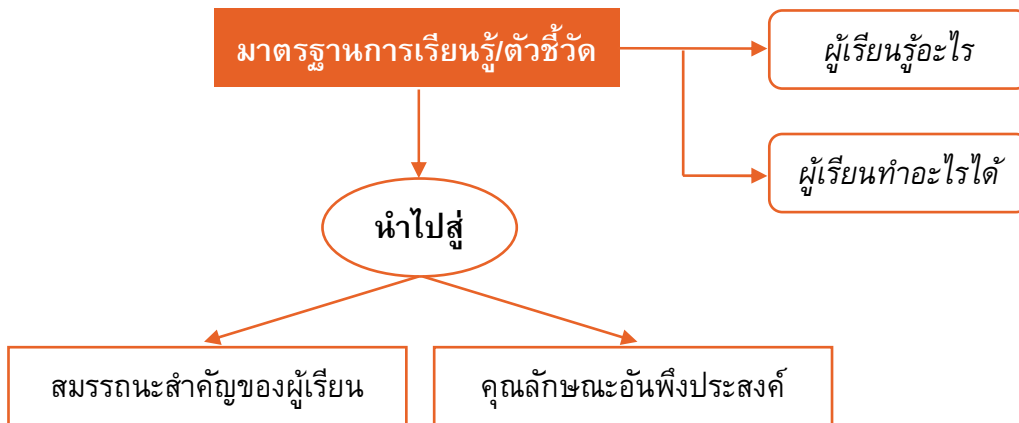 มาตรฐานการเรียนรู้/ตัวชี้วัด
ผู้เรียนรู้อะไร
ผู้เรียนทำอะไรได้
นำไปสู่
สมรรถนะสำคัญของผู้เรียน
คุณลักษณะอันพึงประสงค์